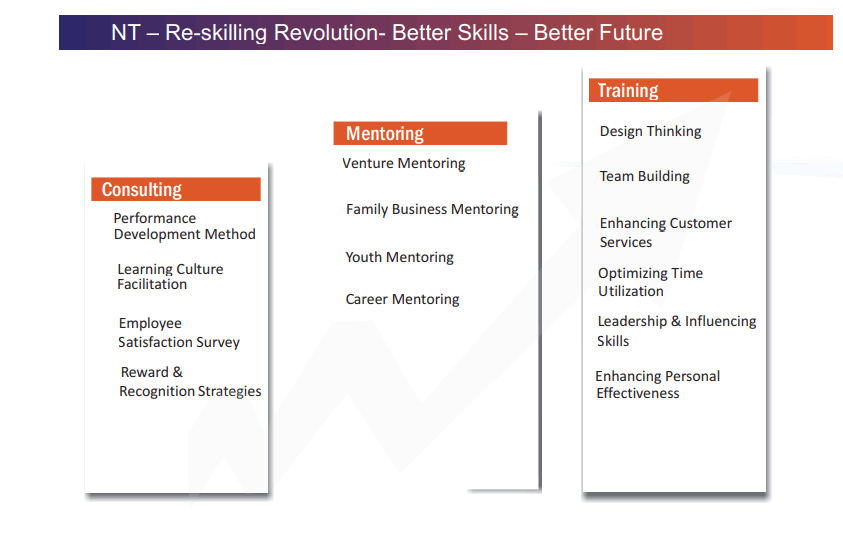 NT – Re-skilling Revolution- Better Skills – Better Future
Consulting
Performance
Development Method
Learning Culture
Facilitation
Employee
Satisfaction Survey
Reward &
Recognition Strategies
Mentoring
Venture Mentoring
Family Business Mentoring
Youth Mentoring
Career Mentoring
Training
Design Thinking
Team Building
Enhancing Customer
Services
Optimizing Time
Utilization
Leadership & Influencing
Skills
Enhancing Personal
Effectiveness